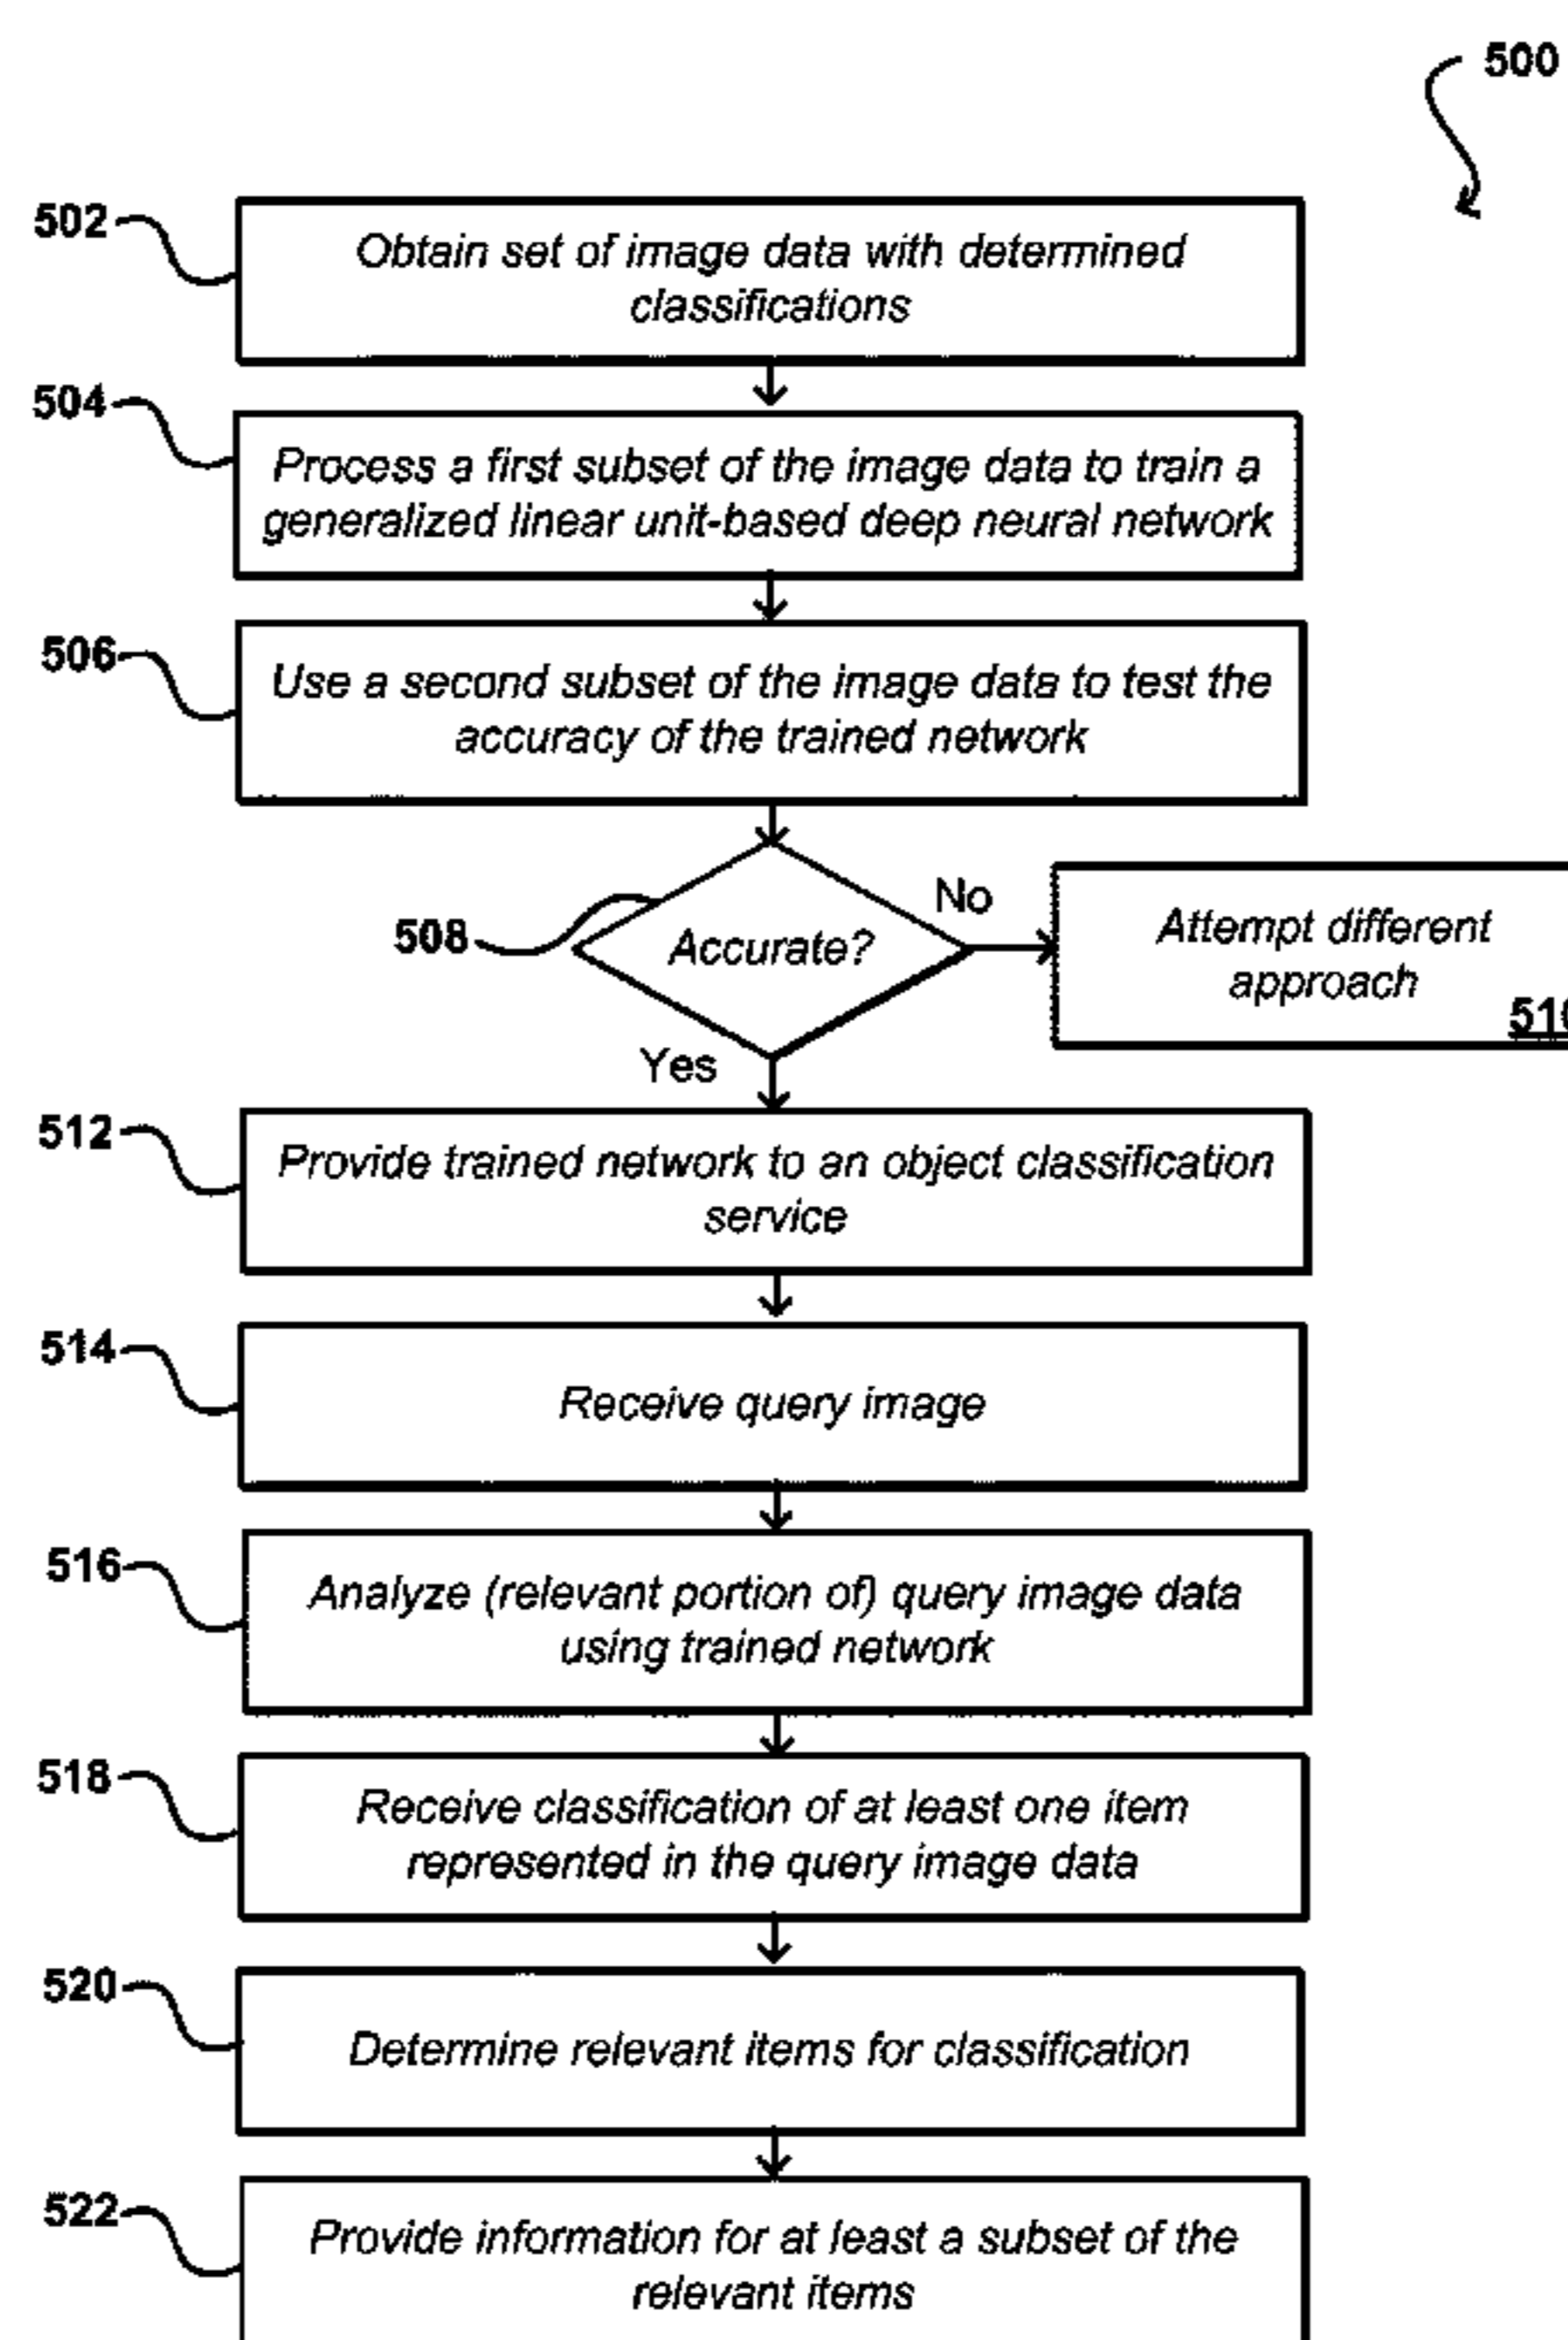 500
502
Obtain set of image data with determined
classifications
504
Process a first subset of the image data to train a
generalized linear unit-based deep neural network
506
Use a second subset of the image data to test the
accuracy of the trained network
508
Accurate?
No
Attempt different
approach
Yes
512
Provide trained network to an object classification
service
514
Receive query image
516
Analyze (relevant portion of) query image data
using trained network
518
Receive classification of at least one item
represented in the query image data
520
Determine relevant items for classification
522
Provide information for at least a subset of the
relevant items